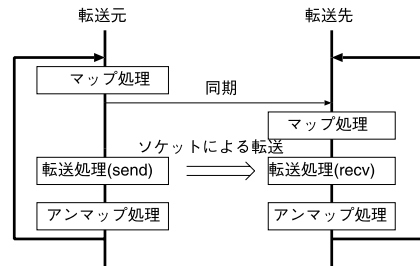 転送元
転送先
マップ処理
同期
マップ処理
ソケットによる転送
転送処理(send)
転送処理(recv)
アンマップ処理
アンマップ処理